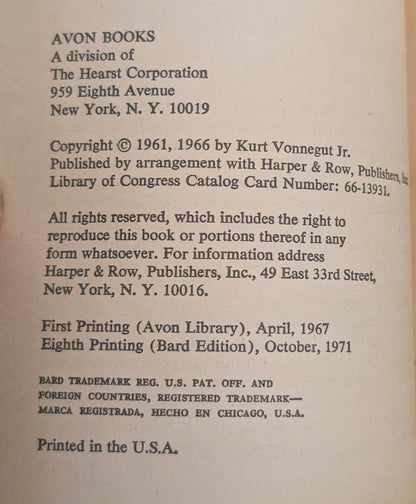 AVON BOOKS
A division of
The Hearst Corporation
959 Eighth Avenue
New York, N. Y. 10019
Copyright © 1961, 1966 by Kurt Vonnegut Jr.
Published by arrangement with Harper & Row, Publishers, Inc.
Library of Congress Catalog Card Number: 66-13931.
All rights reserved, which includes the right to
reproduce this book or portions thereof in any
form whatsoever. For information address
Harper & Row, Publishers, Inc., 49 East 33rd Street,
New York, N. Y. 10016.
First Printing (Avon Library), April, 1967
Eighth Printing (Bard Edition), October, 1971
BARD TRADEMARK REG. U.S. PAT. OFF. AND
FOREIGN COUNTRIES, REGISTERED TRADEMARK—
MARCA REGISTRADA, HECHO EN CHICAGO, U.S.A.
Printed in the U.S.A.